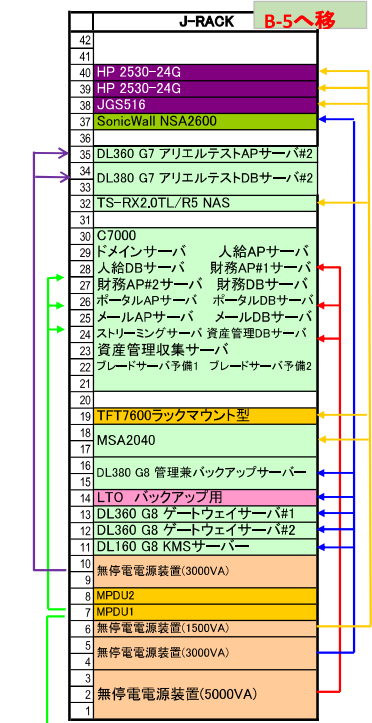 J-RACK
B-5へ移
42
41
40 HP 2530-24G
39 HP 2530-24G
38 JGS516
37 SonicWall NSA2600
36
35 DL360 G7 アリエルテストAPサーバ#2
34
DL380 G7 アリエルテストDBサーバ#2
33
32 TS-RX2.0TL/R5 NAS
31
30 C7000
29 ドメインサーバ 人給APサーバ
28 人給DBサーバ 財務AP#1サーバ
27 財務AP#2サーバ 財務DBサーバ
26 ポータルAPサーバ ポータルDBサーバ
25 メールAPサーバ メールDBサーバ
24 ストリーミングサーバ 資産管理DBサーバ
23 資産管理収集サーバ
22 ブレードサーバ予備1 ブレードサーバ予備2
21
20
19 TFT7600ラックマウント型
18
MSA2040
17
16
DL380 G8 管理兼バックアップサーバー
15
14 LTO バックアップ用
13 DL360 G8 ゲートウェイサーバ#1
12 DL360 G8 ゲートウェイサーバ#2
11 DL160 G8 KMSサーバー
10
無停電電源装置(3000VA)
9
8 MPDU2
7 MPDU1
6 無停電電源装置(1500VA)
5
無停電電源装置(3000VA)
4
3
2 無停電電源装置(5000VA)
1